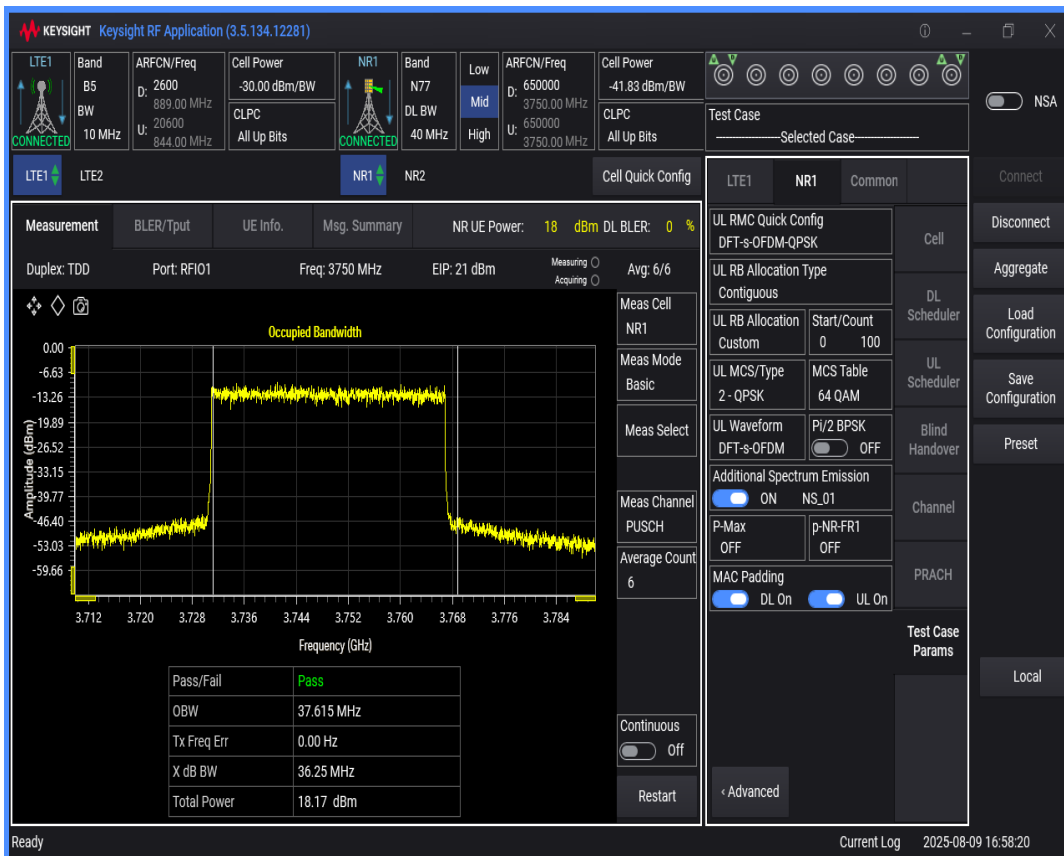 KEYSIGHT Keysight RF Application (3.5.134.12281)
LTE1
CONNECTED
Band
B5
BW
10 MHz
ARFCN/Freq
D: 2600
889.00 MHz
U: 20600
844.00 MHz
Cell Power
-30.00 dBm/BW
CLPC
All Up Bits
NR1
CONNECTED
Band
N77
DL BW
40 MHz
Low
Mid
High
ARFCN/Freq
D: 650000
3750.00 MHz
U: 650000
3750.00 MHz
Cell Power
-41.83 dBm/BW
CLPC
All Up Bits
Test Case
Selected Case
NSA
LTE1 LTE2 NR1 NR2 Cell Quick Config
Measurement BLER/Tput UE Info. Msg. Summary NR UE Power: 18 dBm DL BLER: 0 %
Duplex: TDD Port: RFIO1 Freq: 3750 MHz EIP: 21 dBm Measuring Acquiring Avg: 6/6
Occupied Bandwidth
Amplitude (dBm)
0.00
-6.63
-13.26
-19.89
-26.52
-33.15
-39.77
-46.40
-53.03
-59.66
3.712 3.720 3.728 3.736 3.744 3.752 3.760 3.768 3.776 3.784
Frequency (GHz)
Pass/Fail Pass
OBW 37.615 MHz
Tx Freq Err 0.00 Hz
X dB BW 36.25 MHz
Total Power 18.17 dBm
Meas Cell
NR1
Meas Mode
Basic
Meas Select
Meas Channel
PUSCH
Average Count
6
Continuous
Off
Restart
LTE1 NR1 Common
UL RMC Quick Config
DFT-s-OFDM-QPSK
UL RB Allocation Type
Contiguous
UL RB Allocation
Custom
Start/Count
0 100
UL MCS/Type
2 - QPSK
MCS Table
64 QAM
UL Waveform
DFT-s-OFDM
Pi/2 BPSK
OFF
Additional Spectrum Emission
ON NS_01
P-Max
OFF
p-NR-FR1
OFF
MAC Padding
DL On UL On
‹ Advanced
Cell
DL
Scheduler
UL
Scheduler
Blind
Handover
Channel
PRACH
Test Case
Params
Connect
Disconnect
Aggregate
Load
Configuration
Save
Configuration
Preset
Local
Ready Current Log 2025-08-09 16:58:20